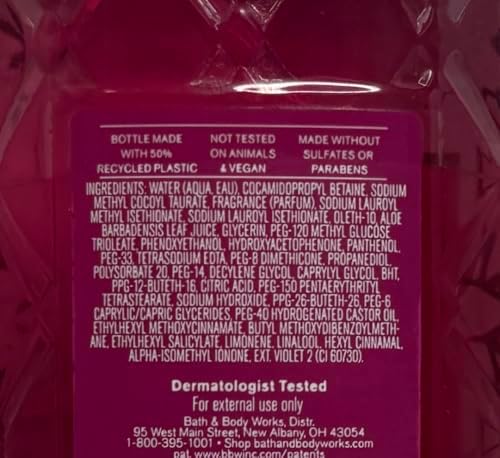 BOTTLE MADE NOT TESTED MADE WITHOUT
WITH 50% ON ANIMALS SULFATES OR
RECYCLED PLASTIC & VEGAN PARABENS
INGREDIENTS: WATER (AQUA, EAU), COCAMIDOPROPYL BETAINE, SODIUM
METHYL COCOYL TAURATE, FRAGRANCE (PARFUM), SODIUM LAUROYL
METHYL ISETHIONATE, SODIUM LAUROYL ISETHIONATE, OLETH-10, ALOE
BARBADENSIS LEAF JUICE, GLYCERIN, PEG-120 METHYL GLUCOSE
TRIOLEATE, PHENOXYETHANOL, HYDROXYACETOPHENONE, PANTHENOL,
PEG-33, TETRASODIUM EDTA, PEG-8 DIMETHICONE, PROPANEDIOL,
POLYSORBATE 20, PEG-14, DECYLENE GLYCOL, CAPRYLYL GLYCOL, BHT,
PPG-12-BUTETH-16, CITRIC ACID, PEG-150 PENTAERYTHRITYL
TETRASTEARATE, SODIUM HYDROXIDE, PPG-26-BUTETH-26, PEG-6
CAPRYLIC/CAPRIC GLYCERIDES, PEG-40 HYDROGENATED CASTOR OIL,
ETHYLHEXYL METHOXYCINNAMATE, BUTYL METHOXYDIBENZOYLMETH-
ANE, ETHYLHEXYL SALICYLATE, LIMONENE, LINALOOL, HEXYL CINNAMAL,
ALPHA-ISOMETHYL IONONE, EXT. VIOLET 2 (CI 60730).
Dermatologist Tested
For external use only
Bath & Body Works, Distr.
95 West Main Street, New Albany, OH 43054
1-800-395-1001 • Shop bathandbodyworks.com
pat. www.bbwinc.com/patents